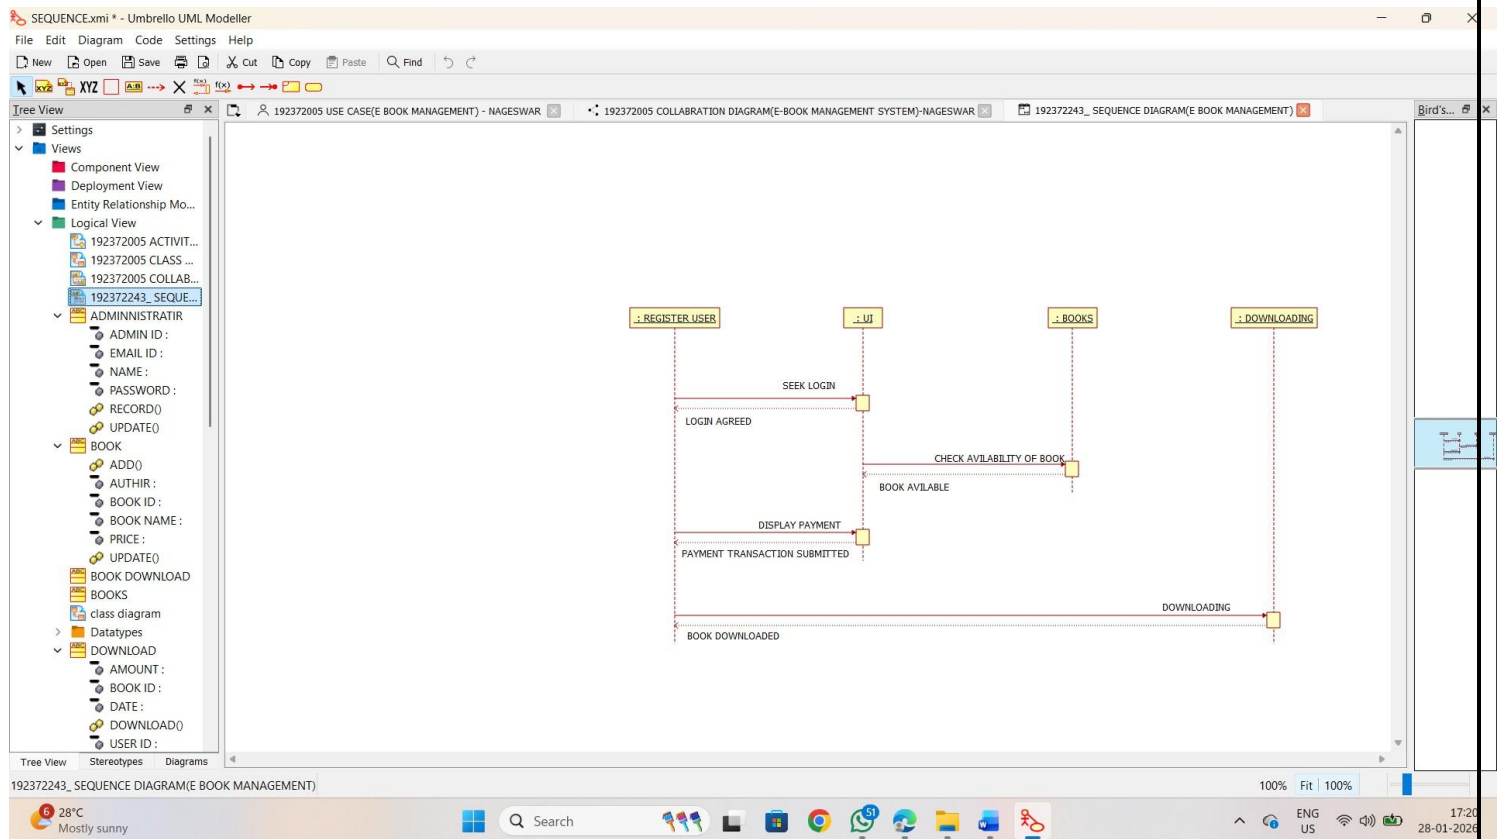 SEQUENCE.xmi * - Umbrello UML Modeller
File Edit Diagram Code Settings Help
New Open Save Cut Copy Paste Find
XYZ XYZ A:B f(x) f(x)
Tree View
192372005 USE CASE(E BOOK MANAGEMENT) - NAGESWAR
192372005 COLLABRATION DIAGRAM(E-BOOK MANAGEMENT SYSTEM)-NAGESWAR
192372243_ SEQUENCE DIAGRAM(E BOOK MANAGEMENT)
Bird's...
Settings
Views
Component View
Deployment View
Entity Relationship Mo...
Logical View
192372005 ACTIVIT...
192372005 CLASS ...
192372005 COLLAB...
192372243_ SEQUE...
ADMINNISTRATIR
ADMIN ID :
EMAIL ID :
NAME :
PASSWORD :
RECORD()
UPDATE()
BOOK
ADD()
AUTHIR :
BOOK ID :
BOOK NAME :
PRICE :
UPDATE()
BOOK DOWNLOAD
BOOKS
class diagram
Datatypes
DOWNLOAD
AMOUNT :
BOOK ID :
DATE :
DOWNLOAD()
USER ID :
Tree View Stereotypes Diagrams
: REGISTER USER
: UI
: BOOKS
: DOWNLOADING
SEEK LOGIN
LOGIN AGREED
CHECK AVILABILITY OF BOOK
BOOK AVILABLE
DISPLAY PAYMENT
PAYMENT TRANSACTION SUBMITTED
DOWNLOADING
BOOK DOWNLOADED
192372243_ SEQUENCE DIAGRAM(E BOOK MANAGEMENT)
100% Fit 100%
6
28°C
Mostly sunny
Search
51
ENG
US
17:20
28-01-2026